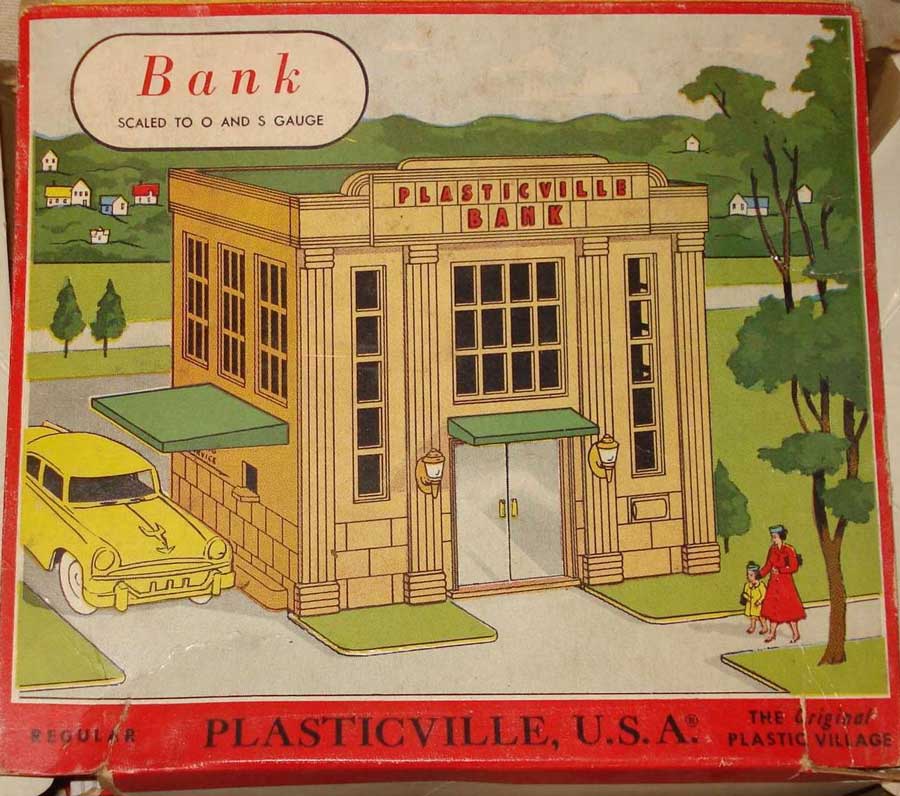 Bank
SCALED TO O AND S GAUGE
PLASTICVILLE
BANK
REGULAR
PLASTICVILLE, U.S.A.®
THE Original
PLASTIC VILLAGE